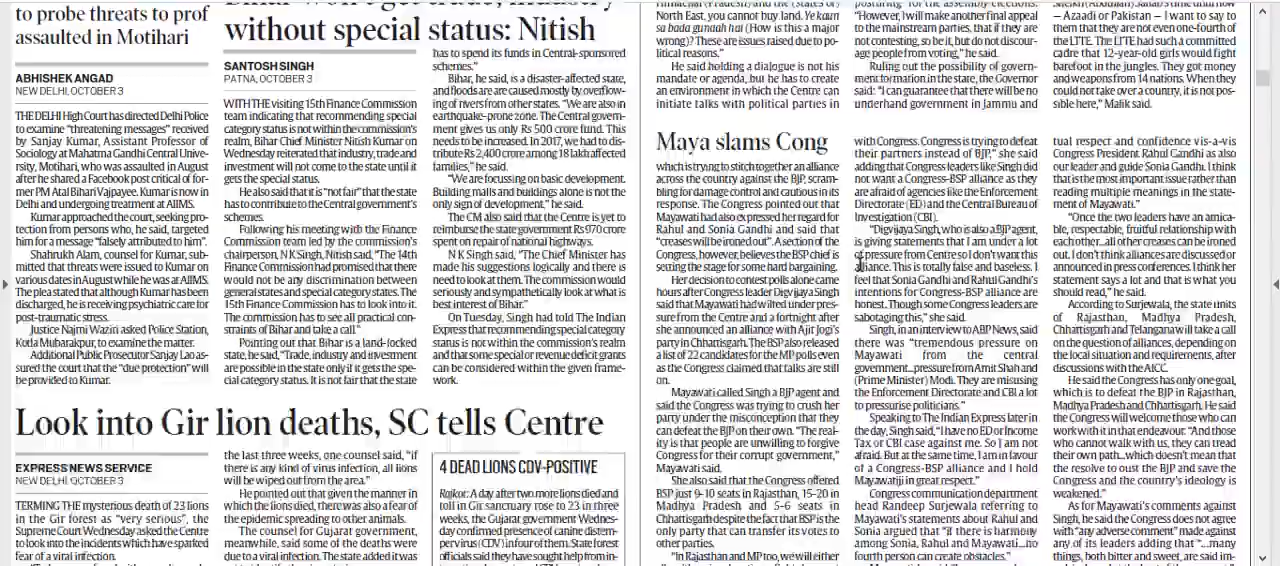 to probe threats to prof
assaulted in Motihari
ABHISHEK ANGAD
NEW DELHI, OCTOBER 3
THE DELHI High Court has directed Delhi Police
to examine "threatening messages" received
by Sanjay Kumar, Assistant Professor of
Sociology at Mahatma Gandhi Central Unive-
rsity, Motihari, who was assaulted in August
after he shared a Facebook post critical of for-
mer PM Atal Bihari Vajpayee. Kumar is now in
Delhi and undergoing treatment at AIIMS.
Kumar approached the court, seeking pro-
tection from persons who, he said, targeted
him for a message "falsely attributed to him".
Shahrukh Alam, counsel for Kumar, sub-
mitted that threats were issued to Kumar on
various dates in August while he was at AIIMS.
The plea stated that although Kumar has been
discharged, he is receiving psychiatric care for
post-traumatic stress.
Justice Najmi Waziri asked Police Station,
Kotla Mubarakpur, to examine the matter.
Additional Public Prosecutor Sanjay Lao as-
sured the court that the "due protection" will
be provided to Kumar.
without special status: Nitish
SANTOSH SINGH
PATNA, OCTOBER 3
WITH THE visiting 15th Finance Commission
team indicating that recommending special
category status is not within the commission's
realm, Bihar Chief Minister Nitish Kumar on
Wednesday reiterated that industry, trade and
investment will not come to the state until it
gets the special status.
He also said that it is "not fair" that the state
has to contribute to the Central government's
schemes.
Following his meeting with the Finance
Commission team led by the commission's
chairperson, N K Singh, Nitish said, "The 14th
Finance Commission had promised that there
would not be any discrimination between
general states and special category states. The
15th Finance Commission has to look into it.
The commission has to see all practical con-
straints of Bihar and take a call."
Pointing out that Bihar is a land-locked
state, he said, "Trade, industry and investment
are possible in the state only if it gets the spe-
cial category status. It is not fair that the state
has to spend its funds in Central-sponsored
schemes."
Bihar, he said, is a disaster-affected state,
and floods are are caused mostly by overflow-
ing of rivers from other states. "We are also in
earthquake-prone zone. The Central govern-
ment gives us only Rs 500 crore fund. This
needs to be increased. In 2017, we had to dis-
tribute Rs 2,400 crore among 18 lakh affected
families," he said.
"We are focussing on basic development.
Building malls and buildings alone is not the
only sign of development," he said.
The CM also said that the Centre is yet to
reimburse the state government Rs 970 crore
spent on repair of national highways.
N K Singh said, "The Chief Minister has
made his suggestions logically and there is
need to look at them. The commission would
seriously and sympathetically look at what is
best interest of Bihar."
On Tuesday, Singh had told The Indian
Express that recommending special category
status is not within the commission's realm
and that some special or revenue deficit grants
can be considered within the given frame-
work.
Look into Gir lion deaths, SC tells Centre
EXPRESS NEWS SERVICE
NEW DELHI, OCTOBER 3
TERMING THE mysterious death of 23 lions
in the Gir forest as "very serious", the
Supreme Court Wednesday asked the Centre
to look into the incidents which have sparked
fear of a viral infection.
the last three weeks, one counsel said, "if
there is any kind of virus infection, all lions
will be wiped out from the area."
He pointed out that given the manner in
which the lions died, there was also a fear of
the epidemic spreading to other animals.
The counsel for Gujarat government,
meanwhile, said some of the deaths were
due to a viral infection. The state added it was
4 DEAD LIONS CDV-POSITIVE
Rajkot: A day after two more lions died and
toll in Gir sanctuary rose to 23 in three
weeks, the Gujarat government Wednes-
day confirmed presence of canine distem-
per virus (CDV) in four of them. State forest
officials said they have sought help from in-
North East, you cannot buy land. Ye kaun
sa bada gundah hai (How is this a major
wrong)? These are issues raised due to po-
litical reasons."
He said holding a dialogue is not his
mandate or agenda, but he has to create
an environment in which the Centre can
initiate talks with political parties in
"However, I will make another final appeal
to the mainstream parties, that if they are
not contesting, so be it, but do not discour-
age people from voting," he said.
Ruling out the possibility of govern-
ment formation in the state, the Governor
said: "I can guarantee that there will be no
underhand government in Jammu and
— Azaadi or Pakistan — I want to say to
them that they are not even one-fourth of
the LTTE. The LTTE had such a committed
cadre that 12-year-old girls would fight
barefoot in the jungles. They got money
and weapons from 14 nations. When they
could not take over a country, it is not pos-
sible here," Malik said.
Maya slams Cong
which is trying to stitch together an alliance
across the country against the BJP, scram-
bling for damage control and cautious in its
response. The Congress pointed out that
Mayawati had also expressed her regard for
Rahul and Sonia Gandhi and said that
"creases will be ironed out". A section of the
Congress, however, believes the BSP chief is
setting the stage for some hard bargaining.
Her decision to contest polls alone came
hours after Congress leader Digvijaya Singh
said that Mayawati had wilted under pres-
sure from the Centre and a fortnight after
she announced an alliance with Ajit Jogi's
party in Chhattisgarh. The BSP also released
a list of 22 candidates for the MP polls even
as the Congress claimed that talks are still
on.
Mayawati called Singh a BJP agent and
said the Congress was trying to crush her
party under the misconception that they
can defeat the BJP on their own. "The real-
ity is that people are unwilling to forgive
Congress for their corrupt government,"
Mayawati said.
She also said that the Congress offered
BSP just 9-10 seats in Rajasthan, 15-20 in
Madhya Pradesh and 5-6 seats in
Chhattisgarh despite the fact that BSP is the
only party that can transfer its votes to
other parties.
"In Rajasthan and MP too, we will either
with Congress. Congress is trying to defeat
their partners instead of BJP," she said
adding that Congress leaders like Singh did
not want a Congress-BSP alliance as they
are afraid of agencies like the Enforcement
Directorate (ED) and the Central Bureau of
Investigation (CBI).
"Digvijaya Singh, who is also a BJP agent,
is giving statements that I am under a lot
of pressure from Centre so I don't want this
alliance. This is totally false and baseless. I
feel that Sonia Gandhi and Rahul Gandhi's
intentions for Congress-BSP alliance are
honest. Though some Congress leaders are
sabotaging this," she said.
Singh, in an interview to ABP News, said
there was "tremendous pressure on
Mayawati from the central
government...pressure from Amit Shah and
(Prime Minister) Modi. They are misusing
the Enforcement Directorate and CBI a lot
to pressurise politicians."
Speaking to The Indian Express later in
the day, Singh said, "I have no ED or Income
Tax or CBI case against me. So I am not
afraid. But at the same time, I am in favour
of a Congress-BSP alliance and I hold
Mayawatiji in great respect."
Congress communication department
head Randeep Surjewala referring to
Mayawati's statements about Rahul and
Sonia argued that "if there is harmony
among Sonia, Rahul and Mayawati...no
fourth person can create obstacles."
tual respect and confidence vis-a-vis
Congress President Rahul Gandhi as also
our leader and guide Sonia Gandhi. I think
that is the most important issue rather than
reading multiple meanings in the state-
ment of Mayawati."
"Once the two leaders have an amica-
ble, respectable, fruitful relationship with
each other...all other creases can be ironed
out. I don't think alliances are discussed or
announced in press conferences. I think her
statement says a lot and that is what you
should read," he said.
According to Surjewala, the state units
of Rajasthan, Madhya Pradesh,
Chhattisgarh and Telangana will take a call
on the question of alliances, depending on
the local situation and requirements, after
discussions with the AICC.
He said the Congress has only one goal,
which is to defeat the BJP in Rajasthan,
Madhya Pradesh and Chhattisgarh. He said
the Congress will welcome those who can
work with it in that endeavour. "And those
who cannot walk with us, they can tread
their own path...which doesn't mean that
the resolve to oust the BJP and save the
Congress and the country's ideology is
weakened."
As for Mayawati's comments against
Singh, he said the Congress does not agree
with "any adverse comment" made against
any of its leaders adding that "...many
things, both bitter and sweet, are said im-